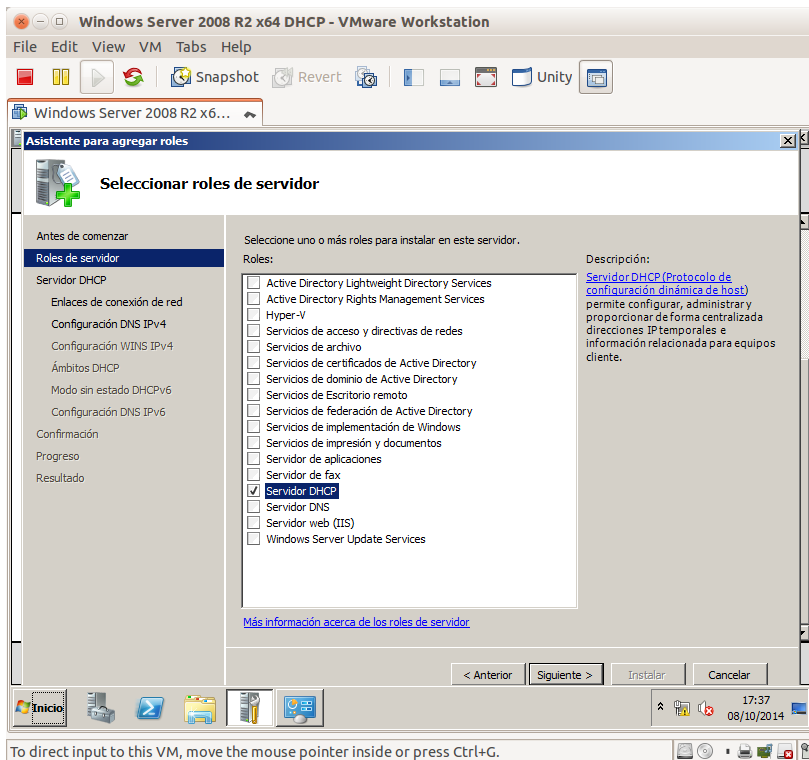 Windows Server 2008 R2 x64 DHCP - VMware Workstation
File Edit View VM Tabs Help
Snapshot Revert Unity
Windows Server 2008 R2 x6...
Asistente para agregar roles
Seleccionar roles de servidor
Antes de comenzar
Roles de servidor
Servidor DHCP
Enlaces de conexión de red
Configuración DNS IPv4
Configuración WINS IPv4
Ámbitos DHCP
Modo sin estado DHCPv6
Configuración DNS IPv6
Confirmación
Progreso
Resultado
Seleccione uno o más roles para instalar en este servidor.
Roles:
Active Directory Lightweight Directory Services
Active Directory Rights Management Services
Hyper-V
Servicios de acceso y directivas de redes
Servicios de archivo
Servicios de certificados de Active Directory
Servicios de dominio de Active Directory
Servicios de Escritorio remoto
Servicios de federación de Active Directory
Servicios de implementación de Windows
Servicios de impresión y documentos
Servidor de aplicaciones
Servidor de fax
Servidor DHCP
Servidor DNS
Servidor web (IIS)
Windows Server Update Services
Más información acerca de los roles de servidor
Descripción:
Servidor DHCP (Protocolo de
configuración dinámica de host)
permite configurar, administrar y
proporcionar de forma centralizada
direcciones IP temporales e
información relacionada para equipos
cliente.
< Anterior Siguiente > Instalar Cancelar
Inicio
17:37
08/10/2014
To direct input to this VM, move the mouse pointer inside or press Ctrl+G.